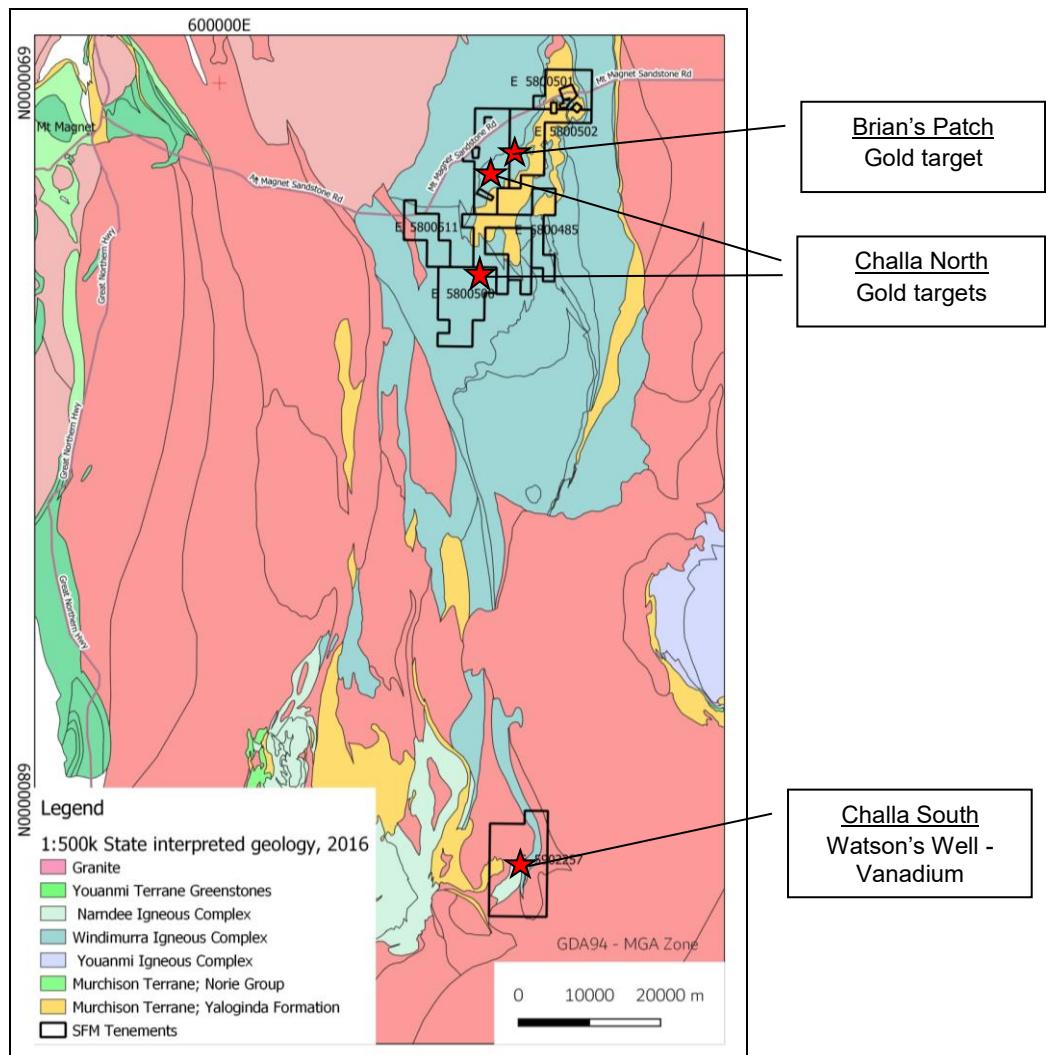 600000E
6900000N
E 5800501
Mt Magnet Sandstone Rd
Mt Magnet
E 5800502
Mt Magnet Sandstone Rd
Mt Magnet Sandstone Rd
Great Northern Hwy
E 5800511
E 5800485
E 5800500
Great Northern Hwy
Great Northern Hwy
6800000N
5902257
Brian's Patch
Gold target
Challa North
Gold targets
Challa South
Watson's Well -
Vanadium
Legend
1:500k State interpreted geology, 2016
Granite
Youanmi Terrane Greenstones
Narndee Igneous Complex
Windimurra Igneous Complex
Youanmi Igneous Complex
Murchison Terrane; Norie Group
Murchison Terrane; Yaloginda Formation
SFM Tenements
GDA94 - MGA Zone
0 10000 20000 m